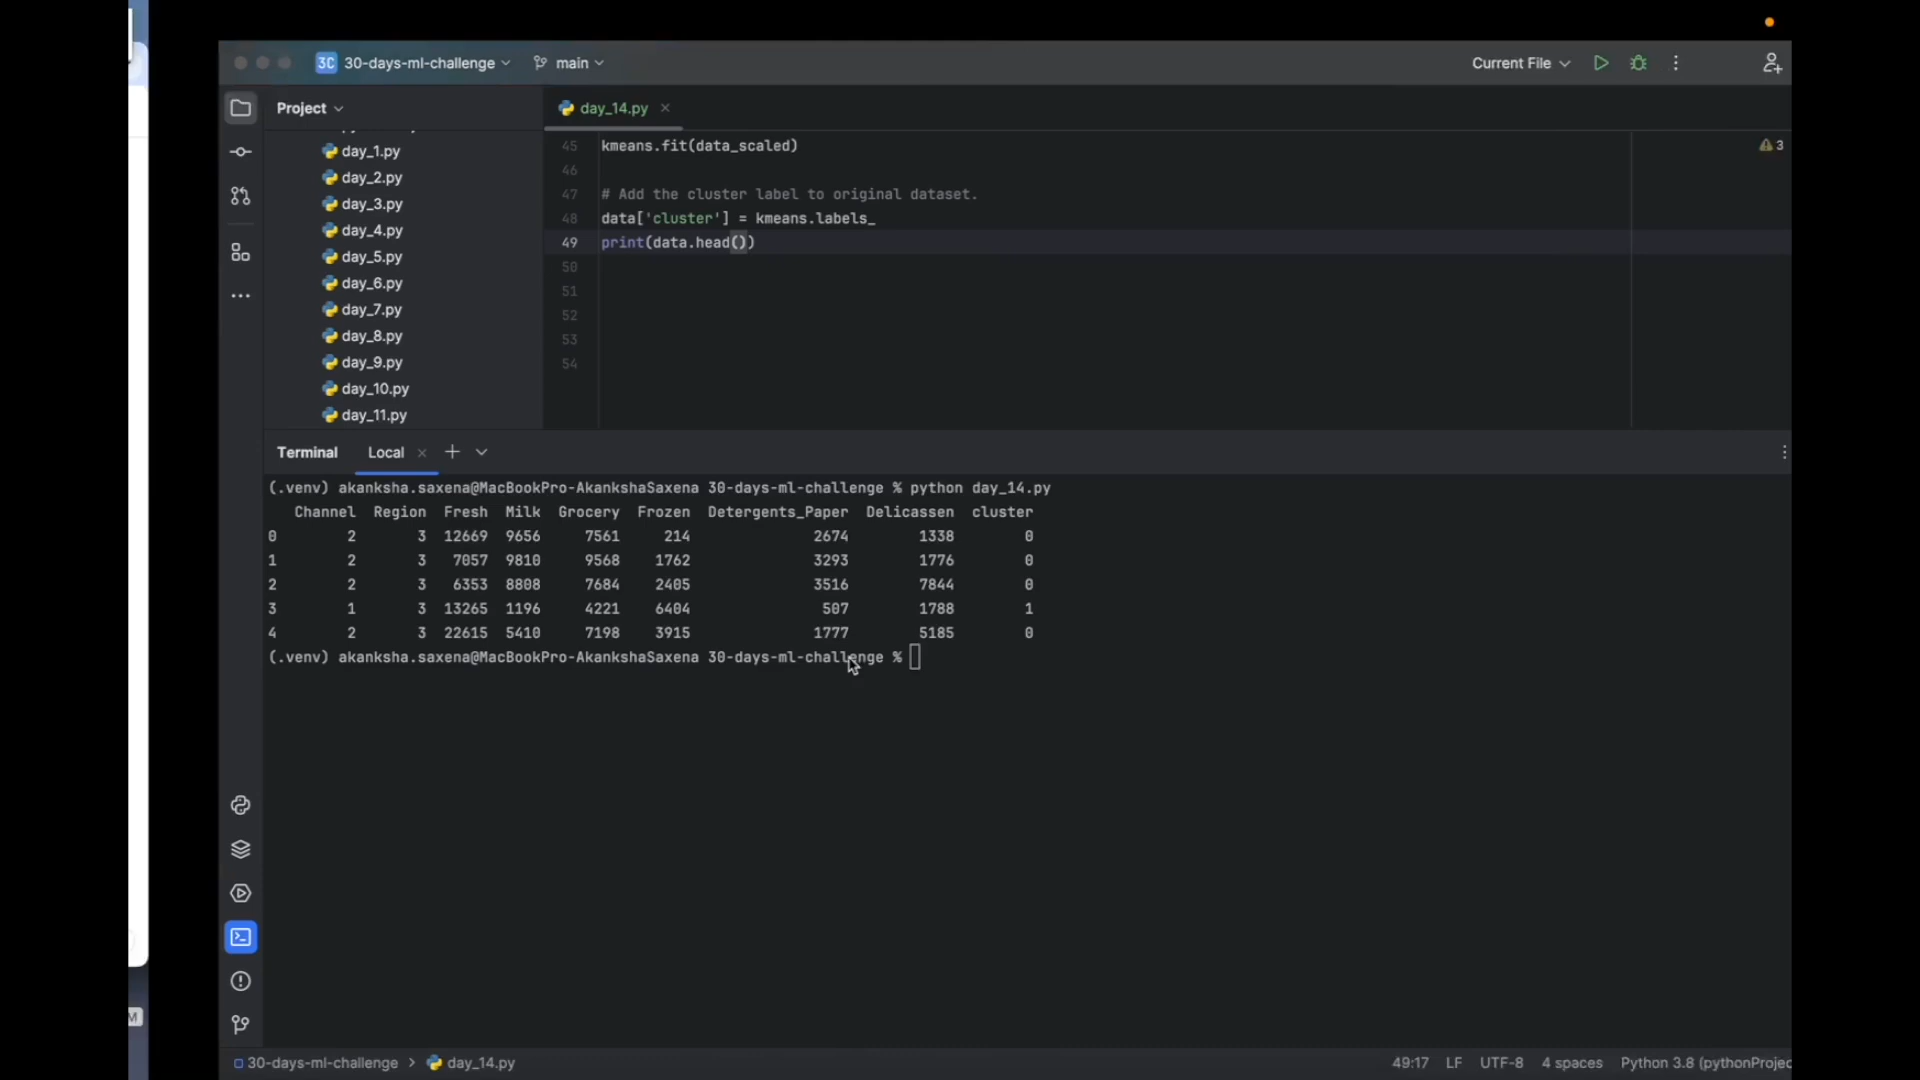 3C 30-days-ml-challenge main Current File
Project
day_14.py
day_1.py
day_2.py
day_3.py
day_4.py
day_5.py
day_6.py
day_7.py
day_8.py
day_9.py
day_10.py
day_11.py
45 kmeans.fit(data_scaled)
46
47 # Add the cluster label to original dataset.
48 data['cluster'] = kmeans.labels_
49 print(data.head())
50
51
52
53
54
3
Terminal Local
(.venv) akanksha.saxena@MacBookPro-AkankshaSaxena 30-days-ml-challenge % python day_14.py
Channel Region Fresh Milk Grocery Frozen Detergents_Paper Delicassen cluster
0 2 3 12669 9656 7561 214 2674 1338 0
1 2 3 7057 9810 9568 1762 3293 1776 0
2 2 3 6353 8808 7684 2405 3516 7844 0
3 1 3 13265 1196 4221 6404 507 1788 1
4 2 3 22615 5410 7198 3915 1777 5185 0
(.venv) akanksha.saxena@MacBookPro-AkankshaSaxena 30-days-ml-challenge %
M
30-days-ml-challenge > day_14.py 49:17 LF UTF-8 4 spaces Python 3.8 (pythonProjec